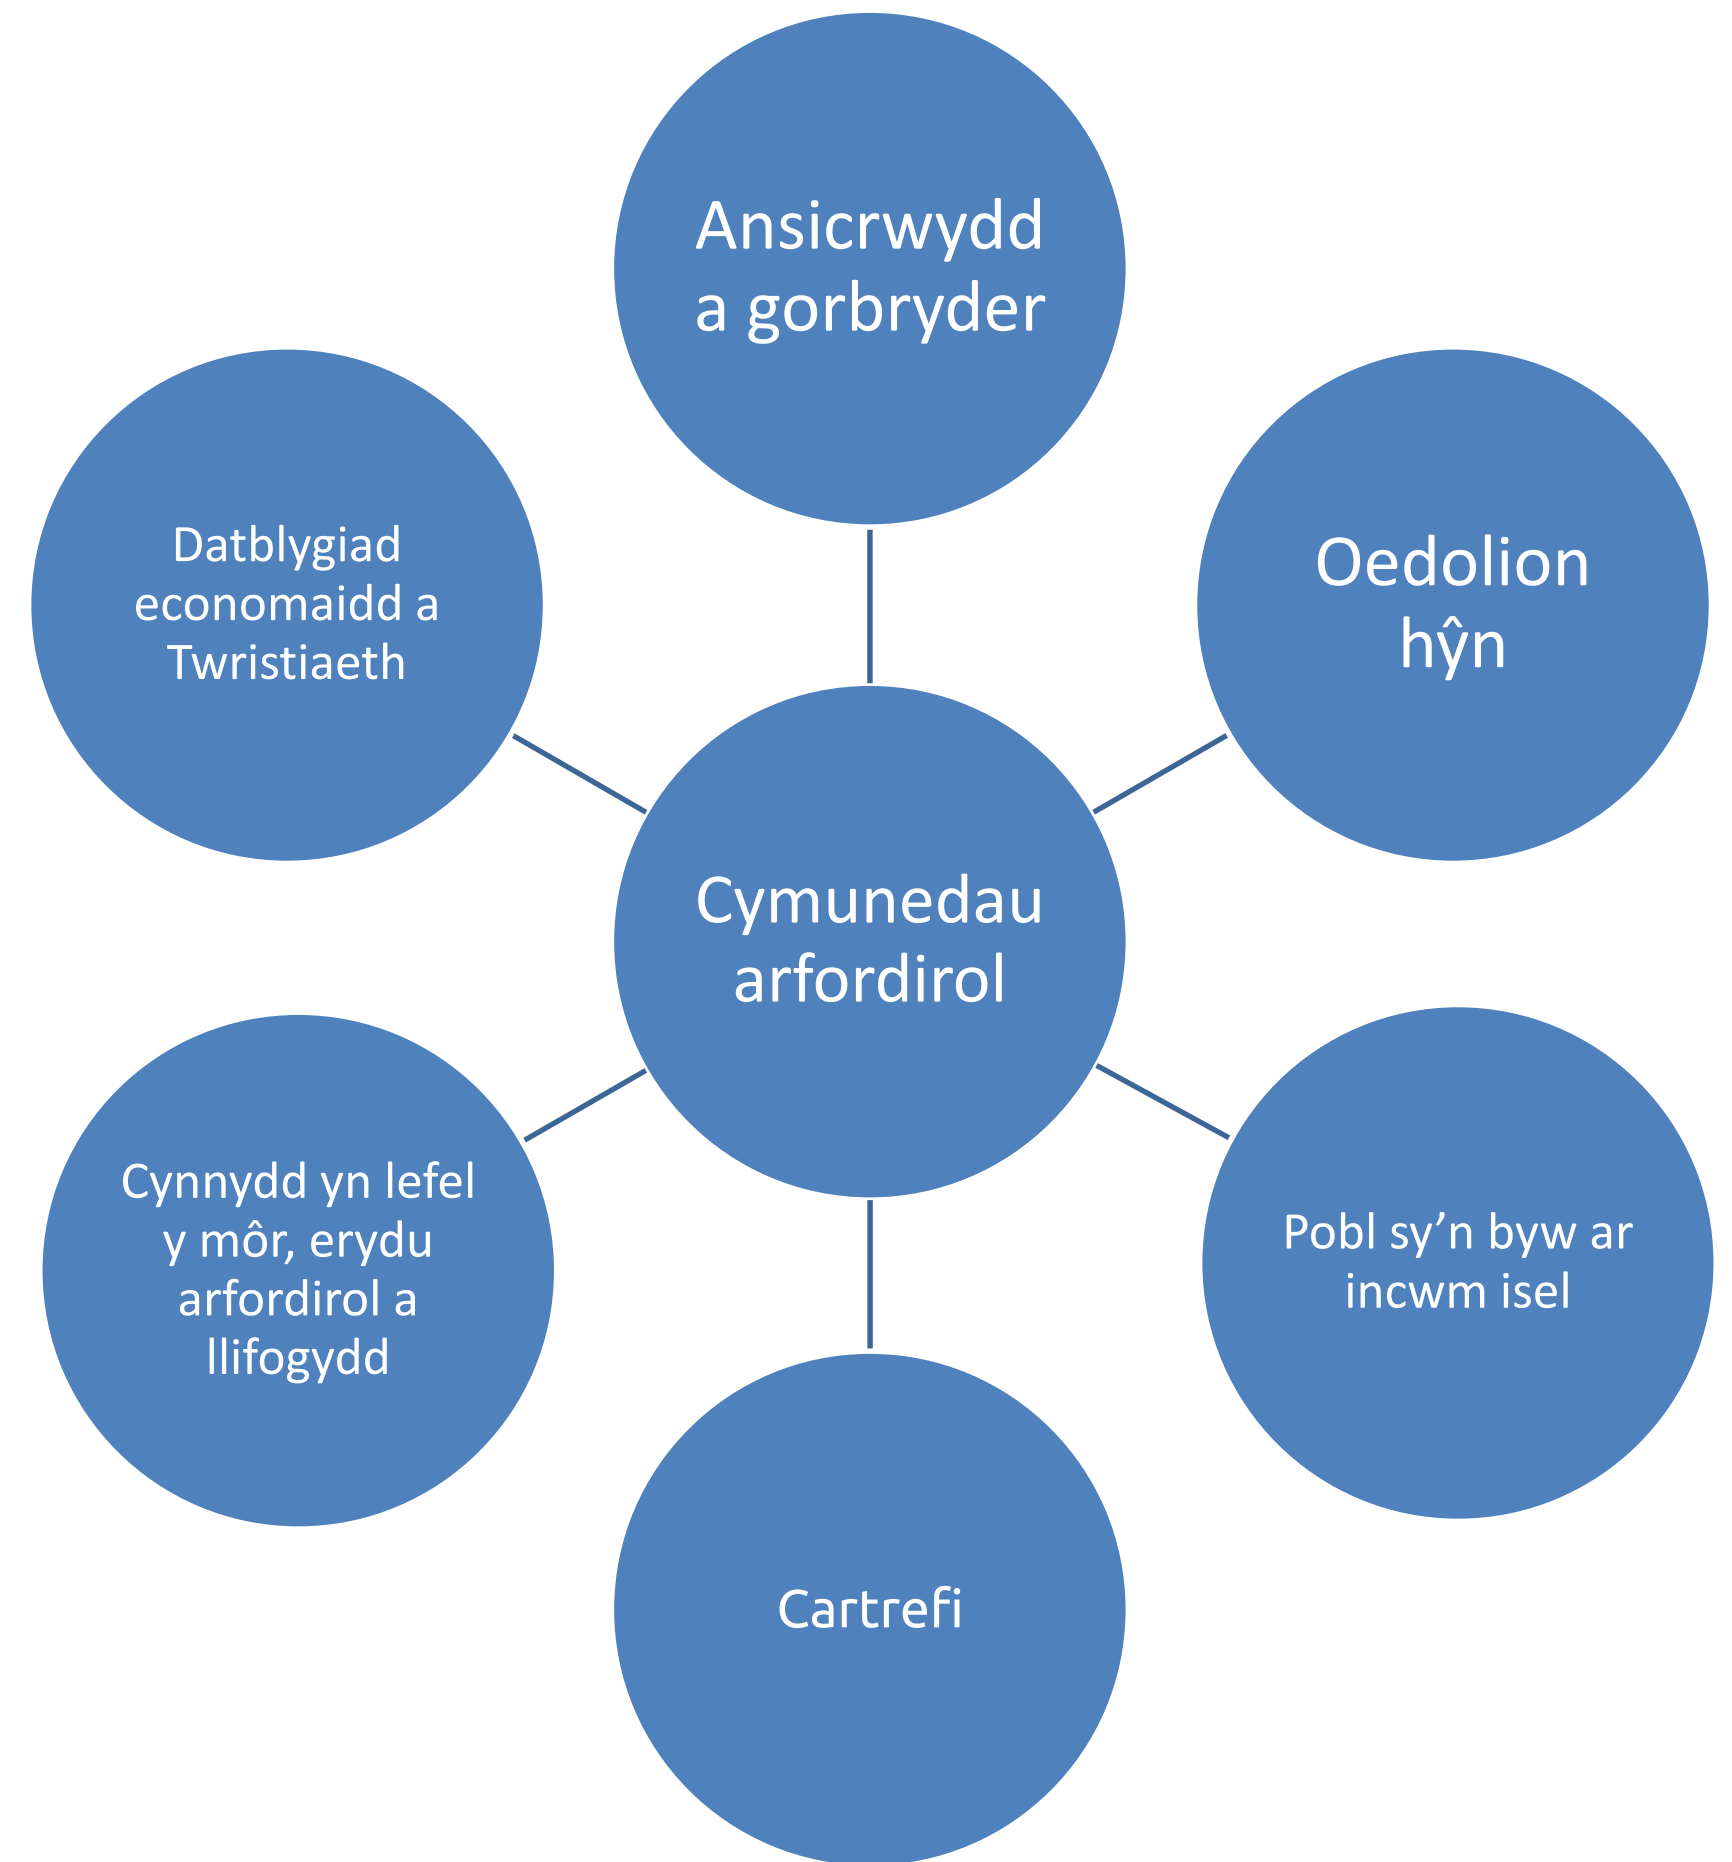 Ansicrwydd
a gorbryder
Oedolion
hŷn
Datblygiad
economaidd a
Twristiaeth
Cymunedau
arfordirol
Cynnydd yn lefel
y môr, erydu
arfordirol a
llifogydd
Pobl sy’n byw ar
incwm isel
Cartrefi